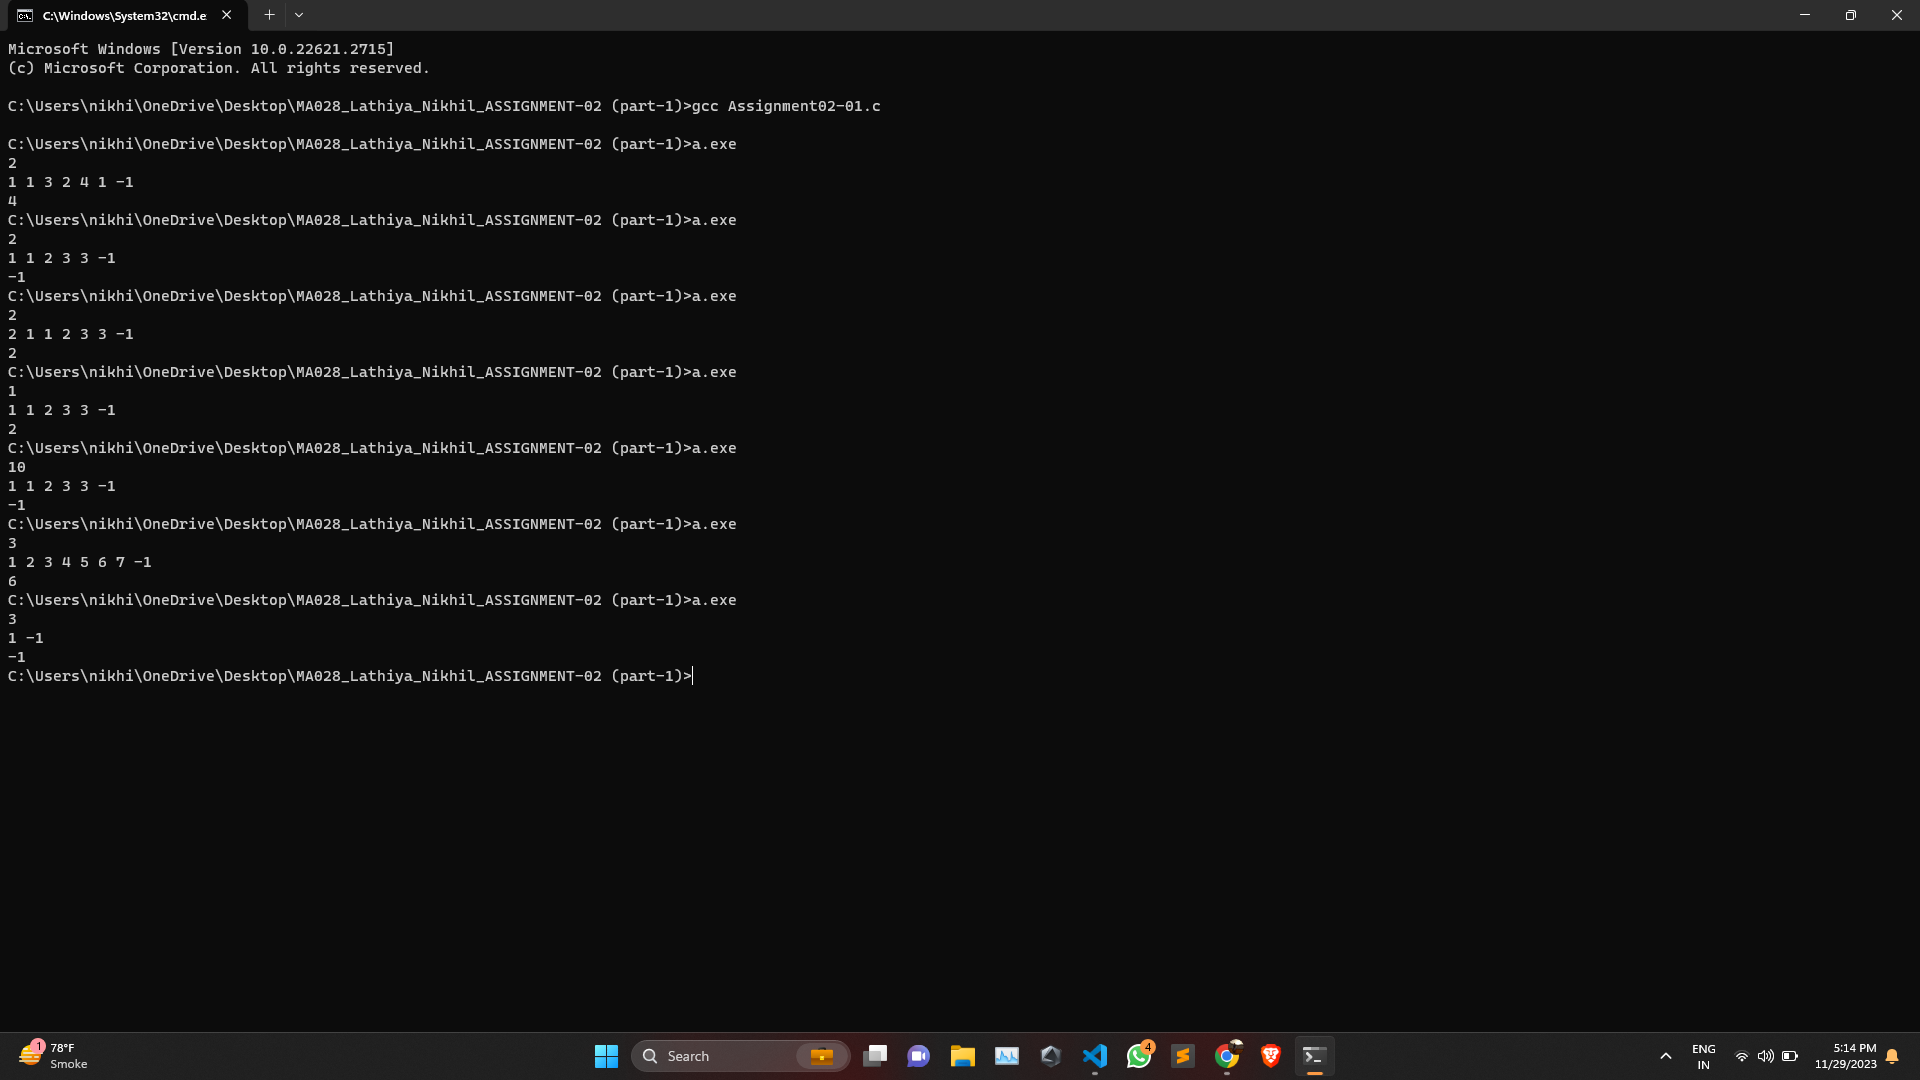 C:\Windows\System32\cmd.e
Microsoft Windows [Version 10.0.22621.2715]
(c) Microsoft Corporation. All rights reserved.
C:\Users\nikhi\OneDrive\Desktop\MA028_Lathiya_Nikhil_ASSIGNMENT-02 (part-1)>gcc Assignment02-01.c
C:\Users\nikhi\OneDrive\Desktop\MA028_Lathiya_Nikhil_ASSIGNMENT-02 (part-1)>a.exe
2
1 1 3 2 4 1 -1
4
C:\Users\nikhi\OneDrive\Desktop\MA028_Lathiya_Nikhil_ASSIGNMENT-02 (part-1)>a.exe
2
1 1 2 3 3 -1
-1
C:\Users\nikhi\OneDrive\Desktop\MA028_Lathiya_Nikhil_ASSIGNMENT-02 (part-1)>a.exe
2
2 1 1 2 3 3 -1
2
C:\Users\nikhi\OneDrive\Desktop\MA028_Lathiya_Nikhil_ASSIGNMENT-02 (part-1)>a.exe
1
1 1 2 3 3 -1
2
C:\Users\nikhi\OneDrive\Desktop\MA028_Lathiya_Nikhil_ASSIGNMENT-02 (part-1)>a.exe
10
1 1 2 3 3 -1
-1
C:\Users\nikhi\OneDrive\Desktop\MA028_Lathiya_Nikhil_ASSIGNMENT-02 (part-1)>a.exe
3
1 2 3 4 5 6 7 -1
6
C:\Users\nikhi\OneDrive\Desktop\MA028_Lathiya_Nikhil_ASSIGNMENT-02 (part-1)>a.exe
3
1 -1
-1
C:\Users\nikhi\OneDrive\Desktop\MA028_Lathiya_Nikhil_ASSIGNMENT-02 (part-1)>
1
78°F
Smoke
Search
4
ENG
IN
5:14 PM
11/29/2023